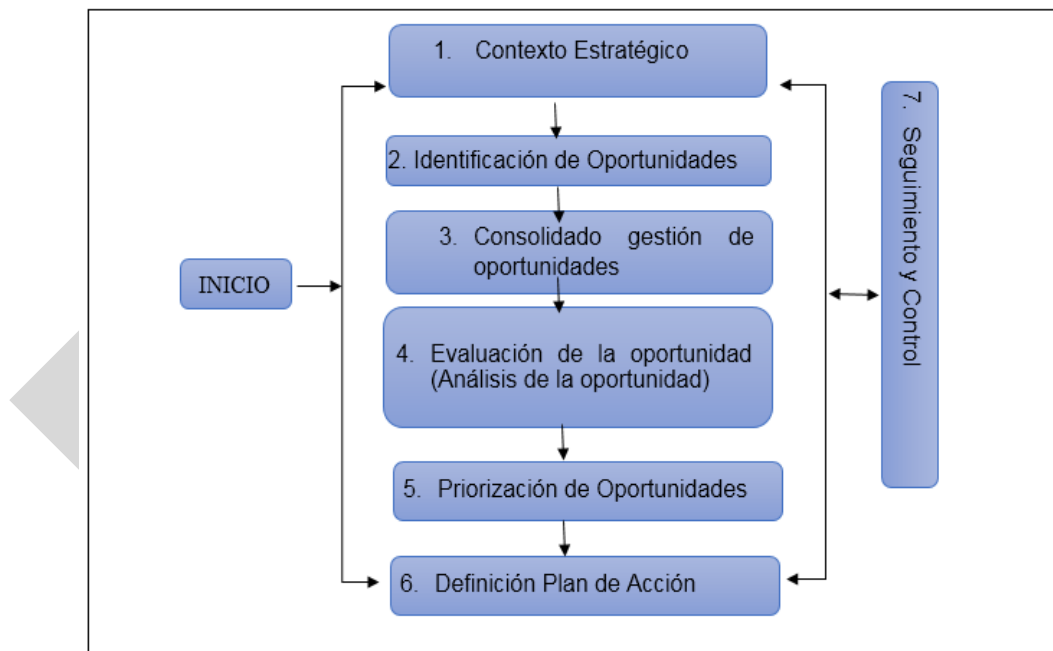 1. Contexto Estratégico
2. Identificación de Oportunidades
3. Consolidado gestión de
oportunidades
INICIO
4. Evaluación de la oportunidad
(Análisis de la oportunidad)
5. Priorización de Oportunidades
6. Definición Plan de Acción
7. Seguimiento y Control